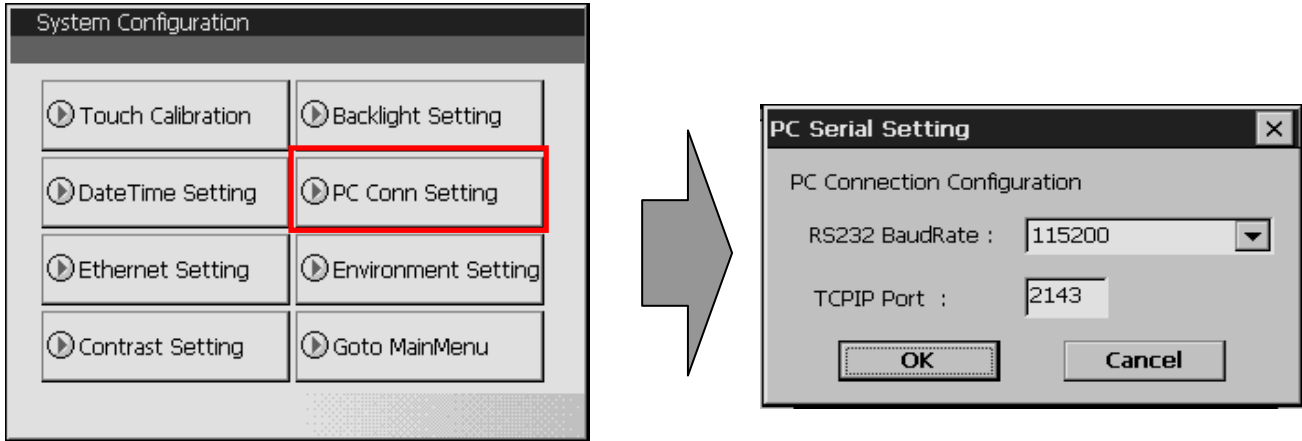 System Configuration
Touch Calibration
Backlight Setting
DateTime Setting
PC Conn Setting
Ethernet Setting
Environment Setting
Contrast Setting
Goto MainMenu
PC Serial Setting
PC Connection Configuration
RS232 BaudRate : 115200
TCPIP Port : 2143
OK
Cancel